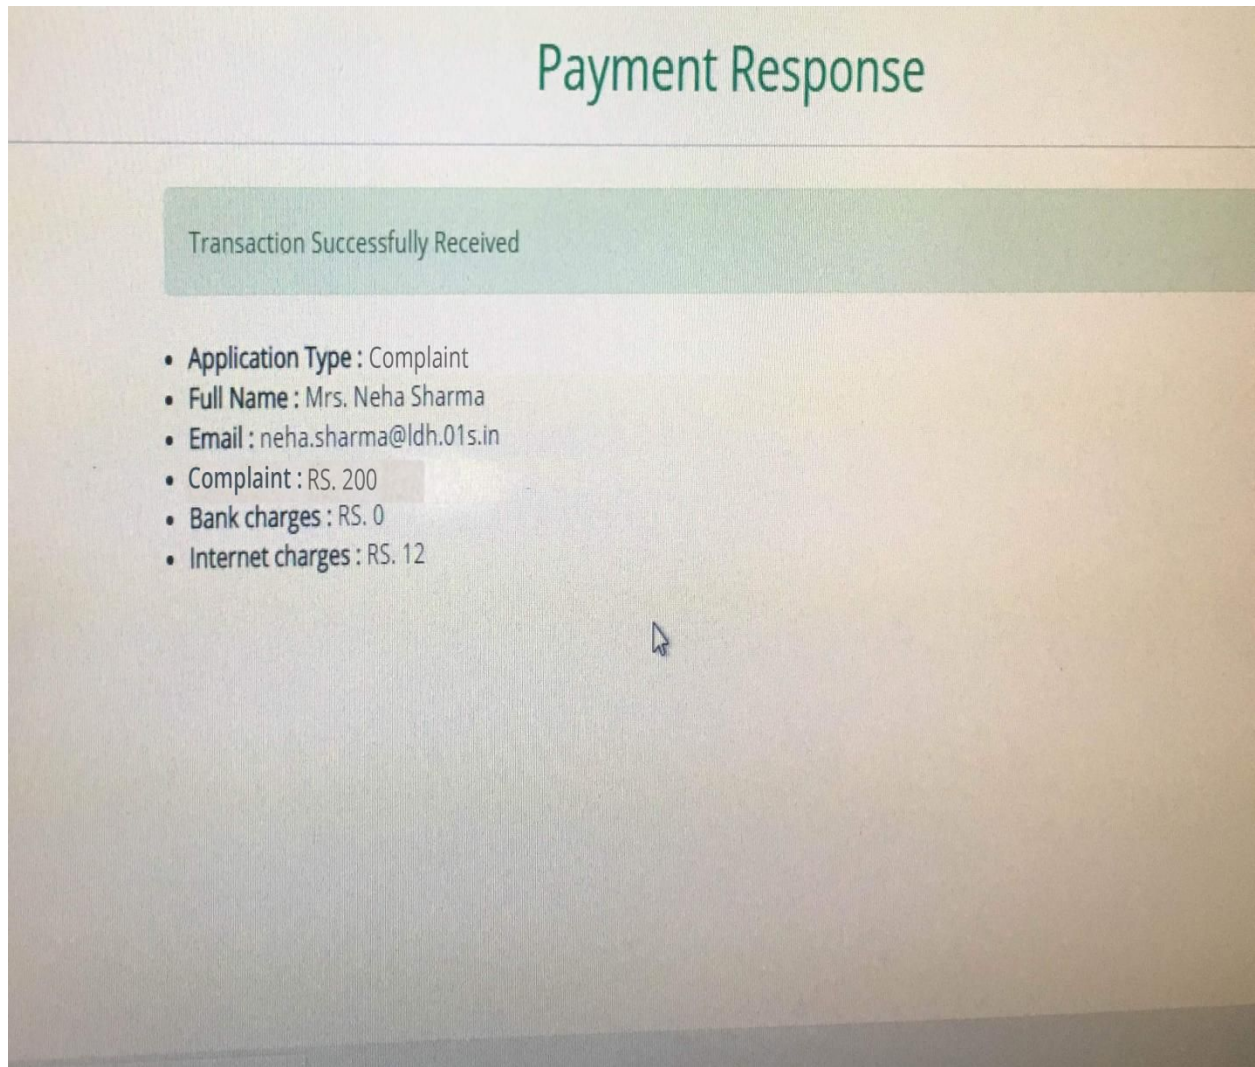 Payment Response
Transaction Successfully Received
• Application Type : Complaint
• Full Name : Mrs. Neha Sharma
• Email : neha.sharma@ldh.01s.in
• Complaint : RS. 200
• Bank charges : RS. 0
• Internet charges : RS. 12